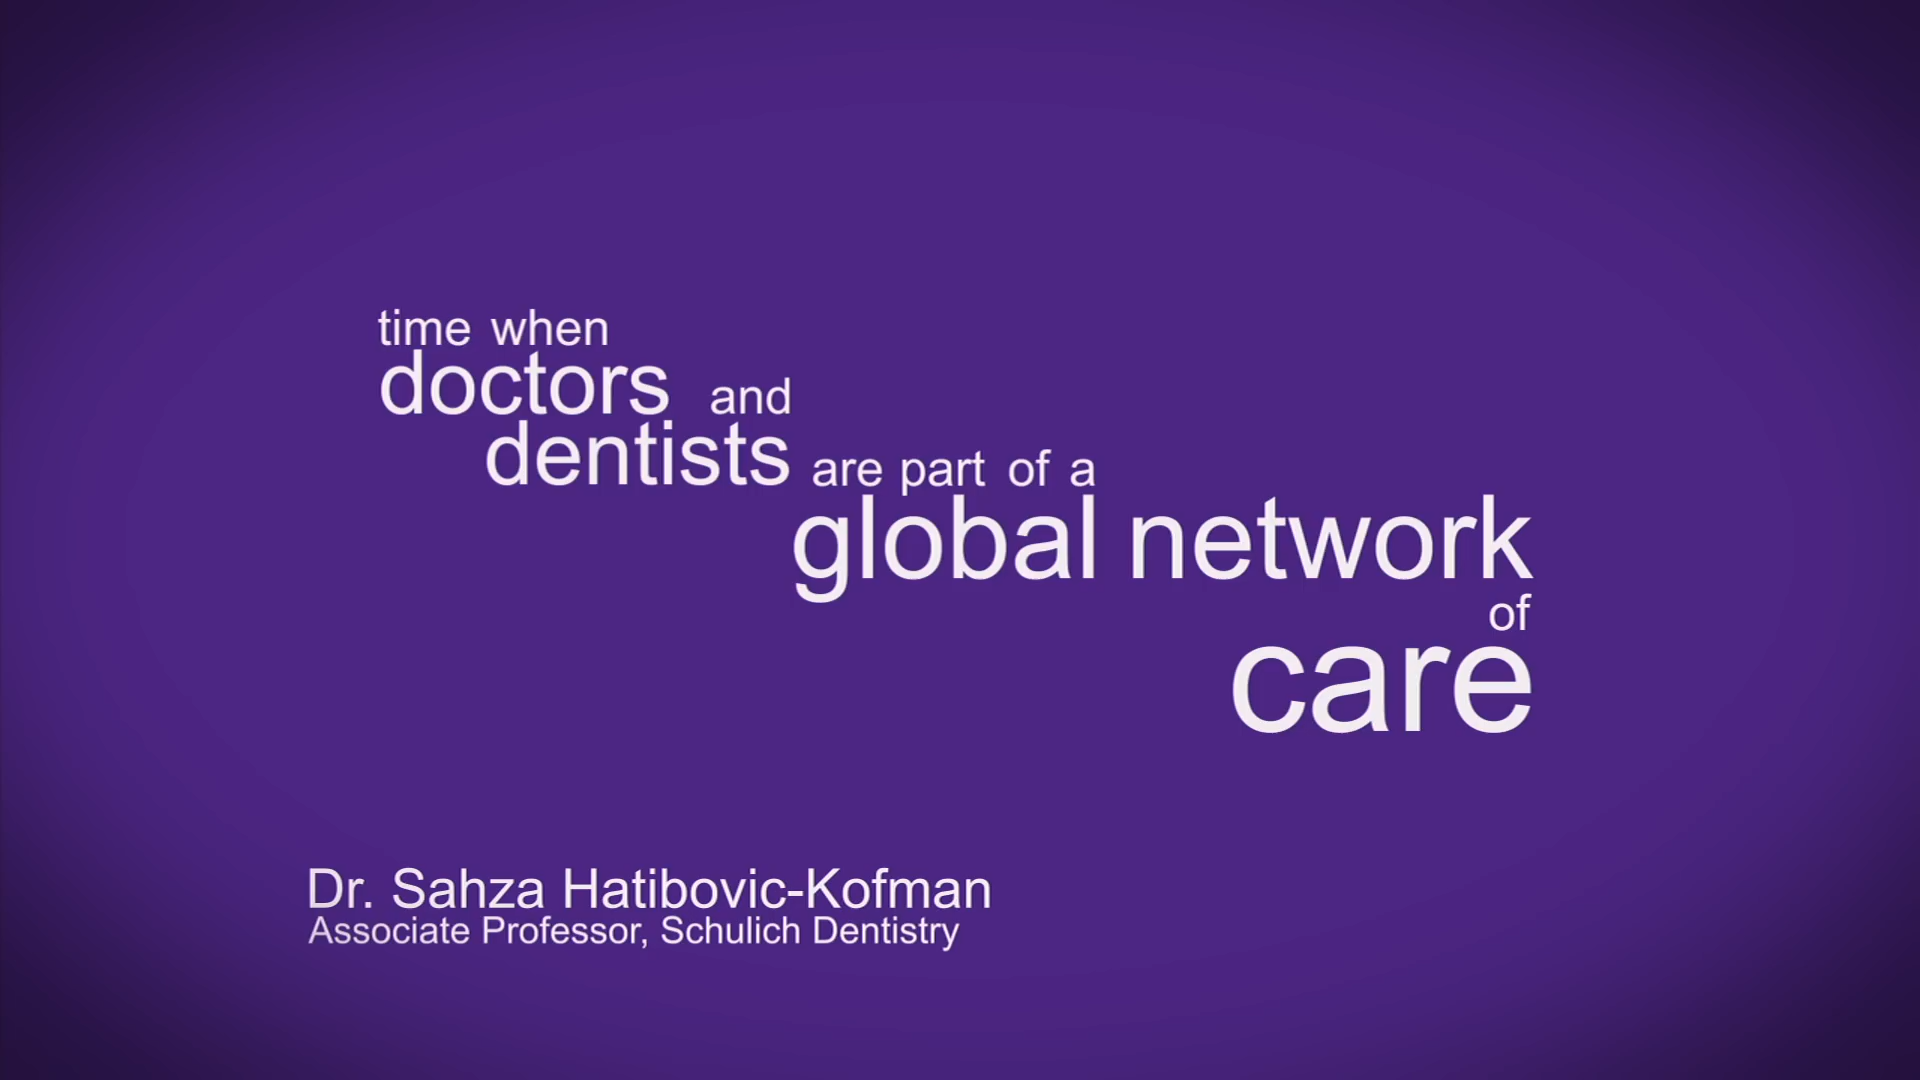 time when
doctors and
dentists are part of a
global network
of
care
Dr. Sahza Hatibovic-Kofman
Associate Professor, Schulich Dentistry